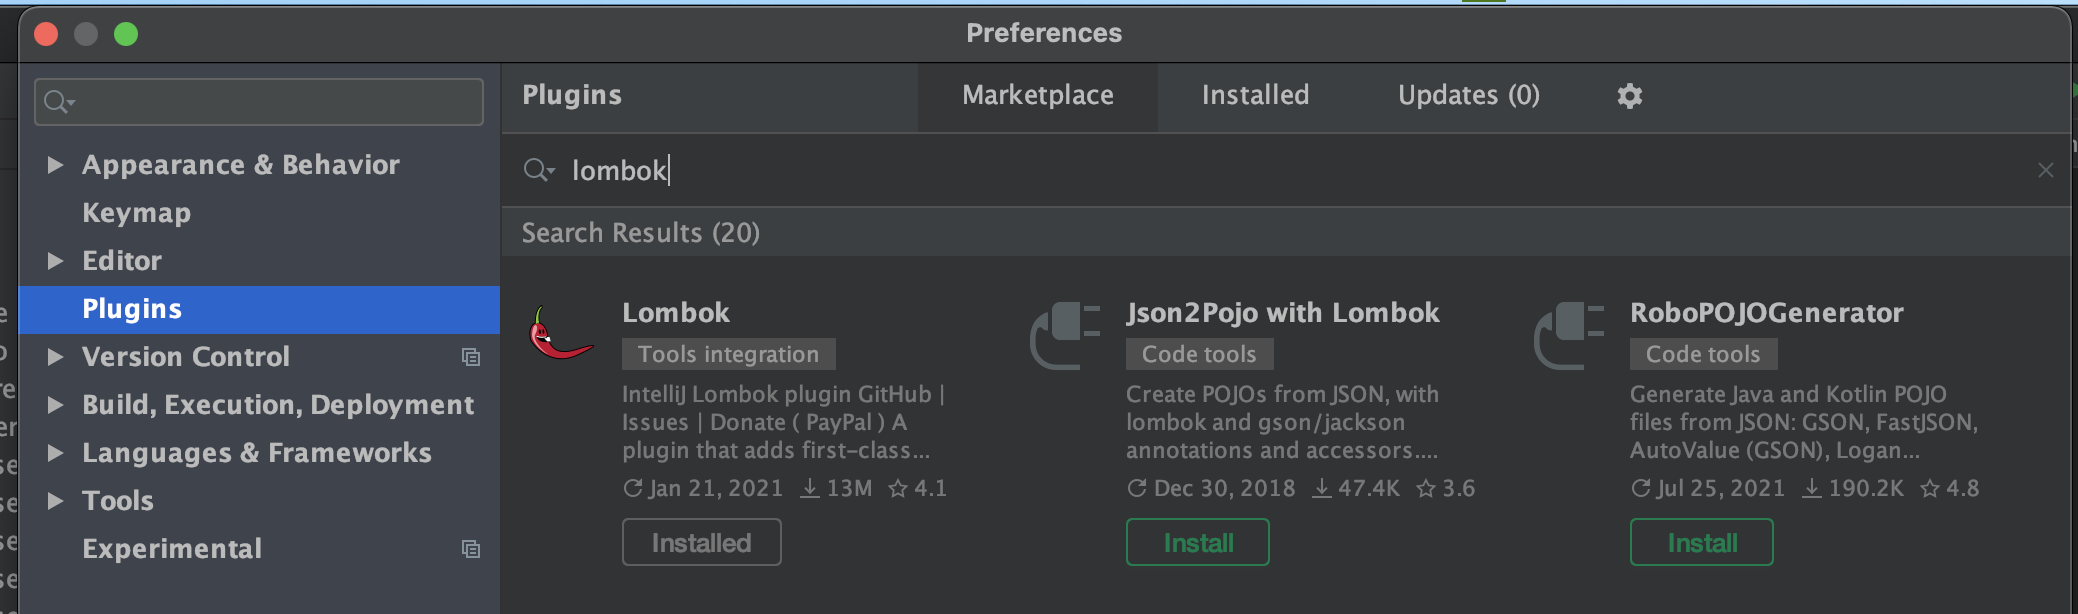 Preferences
Appearance & Behavior
Keymap
Editor
Plugins
Version Control
Build, Execution, Deployment
Languages & Frameworks
Tools
Experimental
Plugins
Marketplace
Installed
Updates (0)
lombok
Search Results (20)
Lombok
Tools integration
IntelliJ Lombok plugin GitHub |
Issues | Donate ( PayPal ) A
plugin that adds first-class...
Jan 21, 2021 13M 4.1
Installed
Json2Pojo with Lombok
Code tools
Create POJOs from JSON, with
lombok and gson/jackson
annotations and accessors....
Dec 30, 2018 47.4K 3.6
Install
RoboPOJOGenerator
Code tools
Generate Java and Kotlin POJO
files from JSON: GSON, FastJSON,
AutoValue (GSON), Logan...
Jul 25, 2021 190.2K 4.8
Install